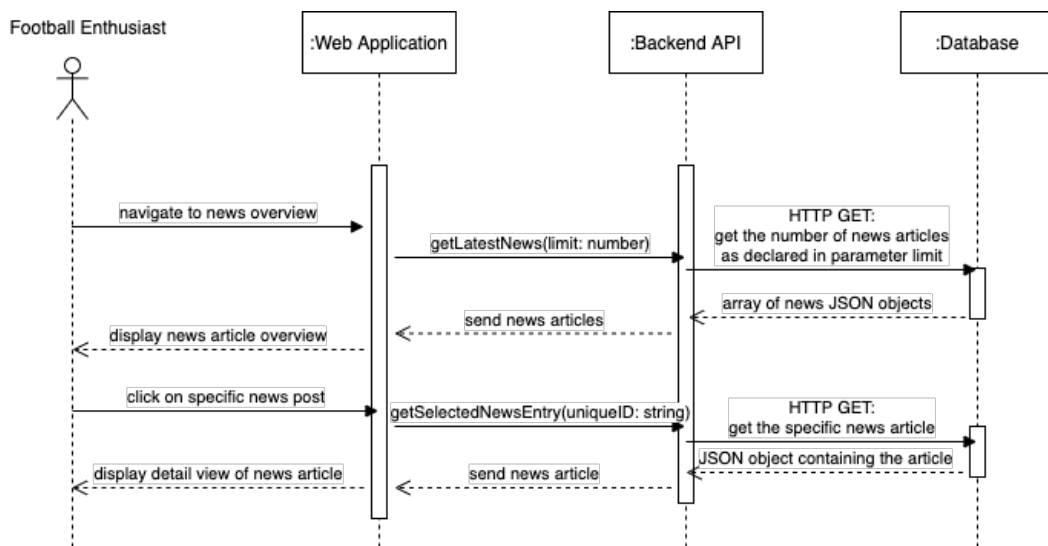 Football Enthusiast
:Web Application
:Backend API
:Database
navigate to news overview
getLatestNews(limit: number)
HTTP GET:
get the number of news articles
as declared in parameter limit
array of news JSON objects
send news articles
display news article overview
click on specific news post
getSelectedNewsEntry(uniqueID: string)
HTTP GET:
get the specific news article
JSON object containing the article
send news article
display detail view of news article